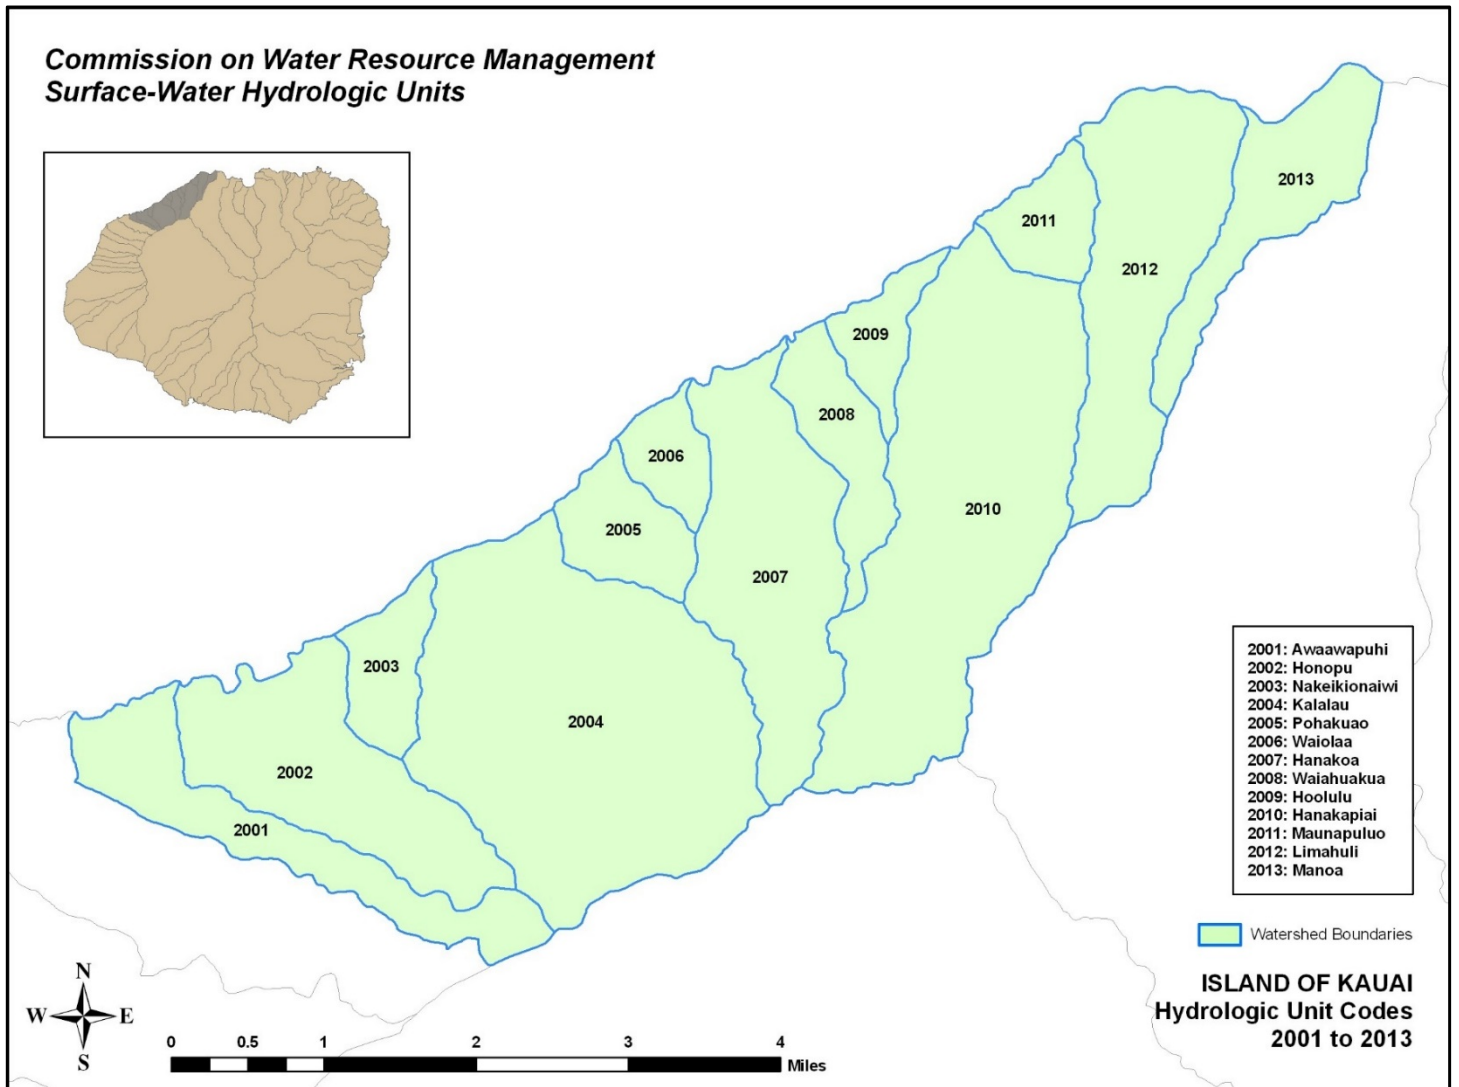 Commission on Water Resource Management
Surface-Water Hydrologic Units
2013
2011
2012
2009
2008
2006
2010
2005
2007
2003
2004
2002
2001
2001: Awaawapuhi
2002: Honopu
2003: Nakeikionaiwi
2004: Kalalau
2005: Pohakuao
2006: Waiolaa
2007: Hanakoa
2008: Waiahuakua
2009: Hoolulu
2010: Hanakapiai
2011: Maunapuluo
2012: Limahuli
2013: Manoa
Watershed Boundaries
ISLAND OF KAUAI
Hydrologic Unit Codes
2001 to 2013
N
W E
S
0 0.5 1 2 3 4
Miles